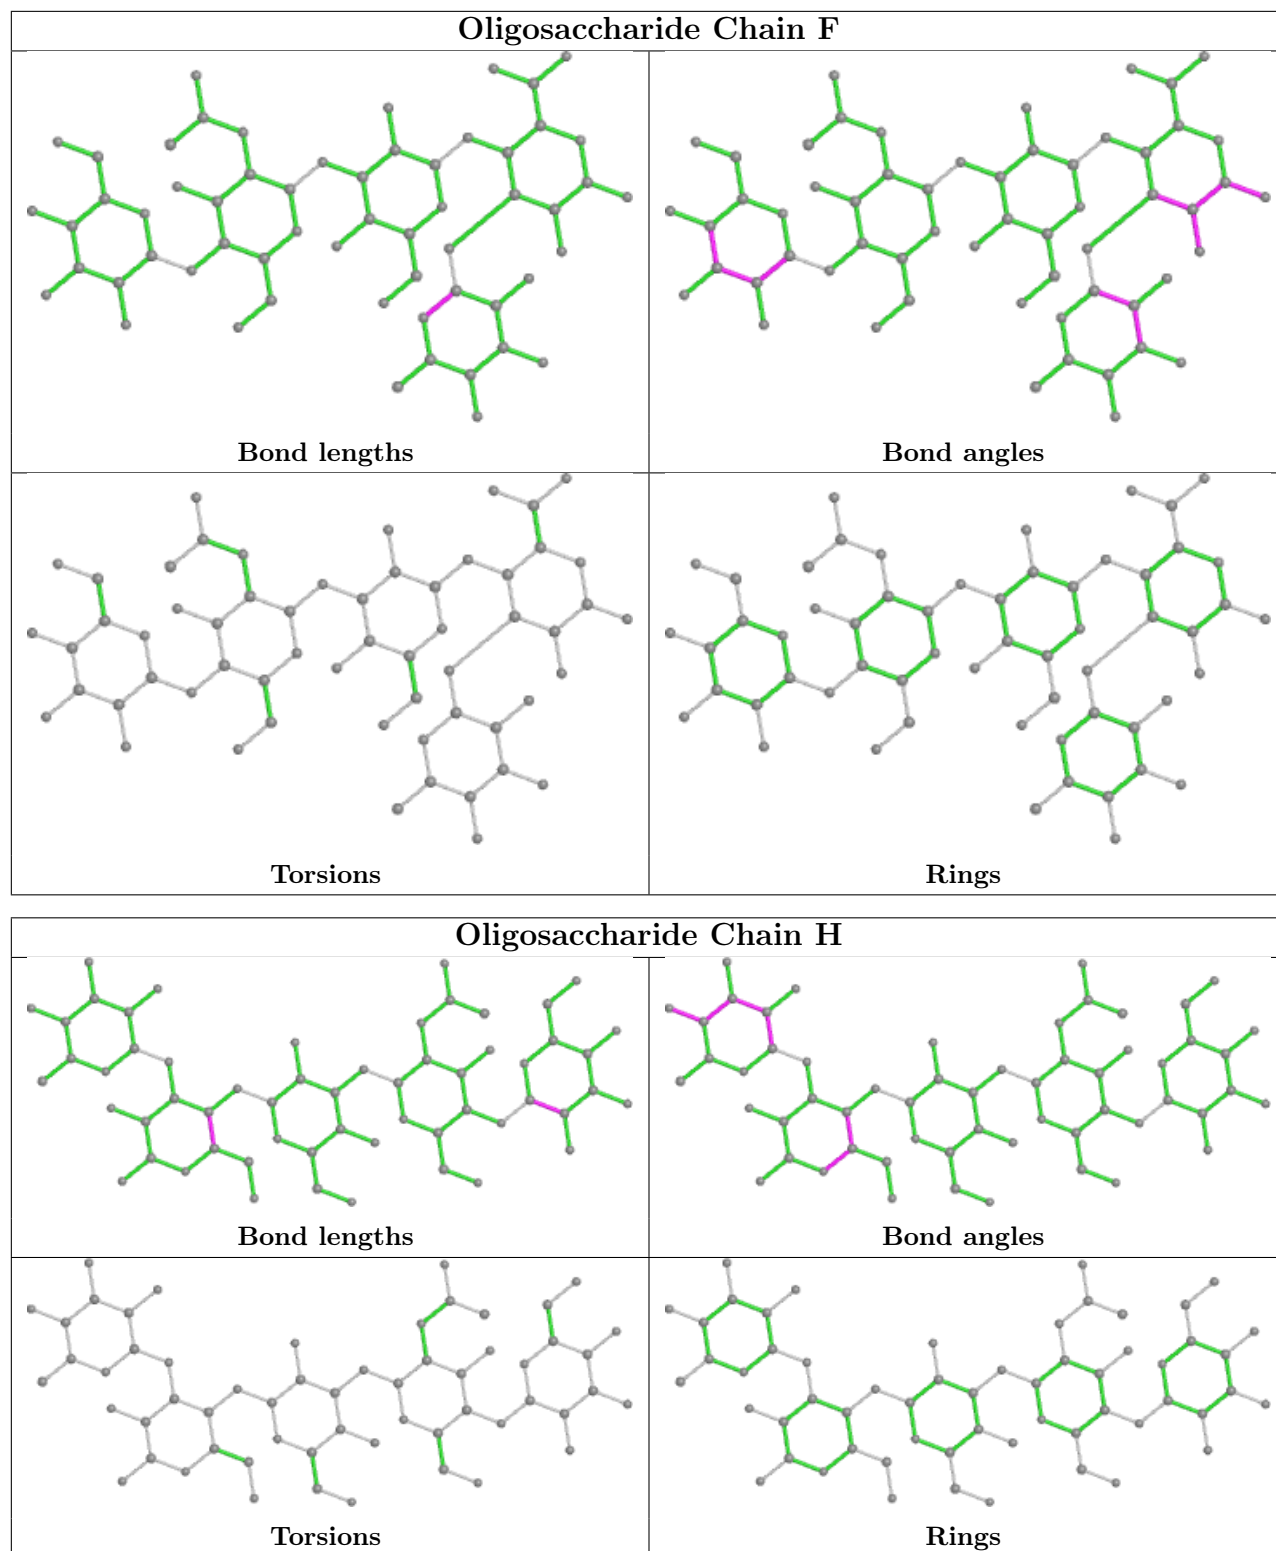 Oligosaccharide Chain F
Bond lengths
Bond angles
Torsions
Rings
Oligosaccharide Chain H
Bond lengths
Bond angles
Torsions
Rings